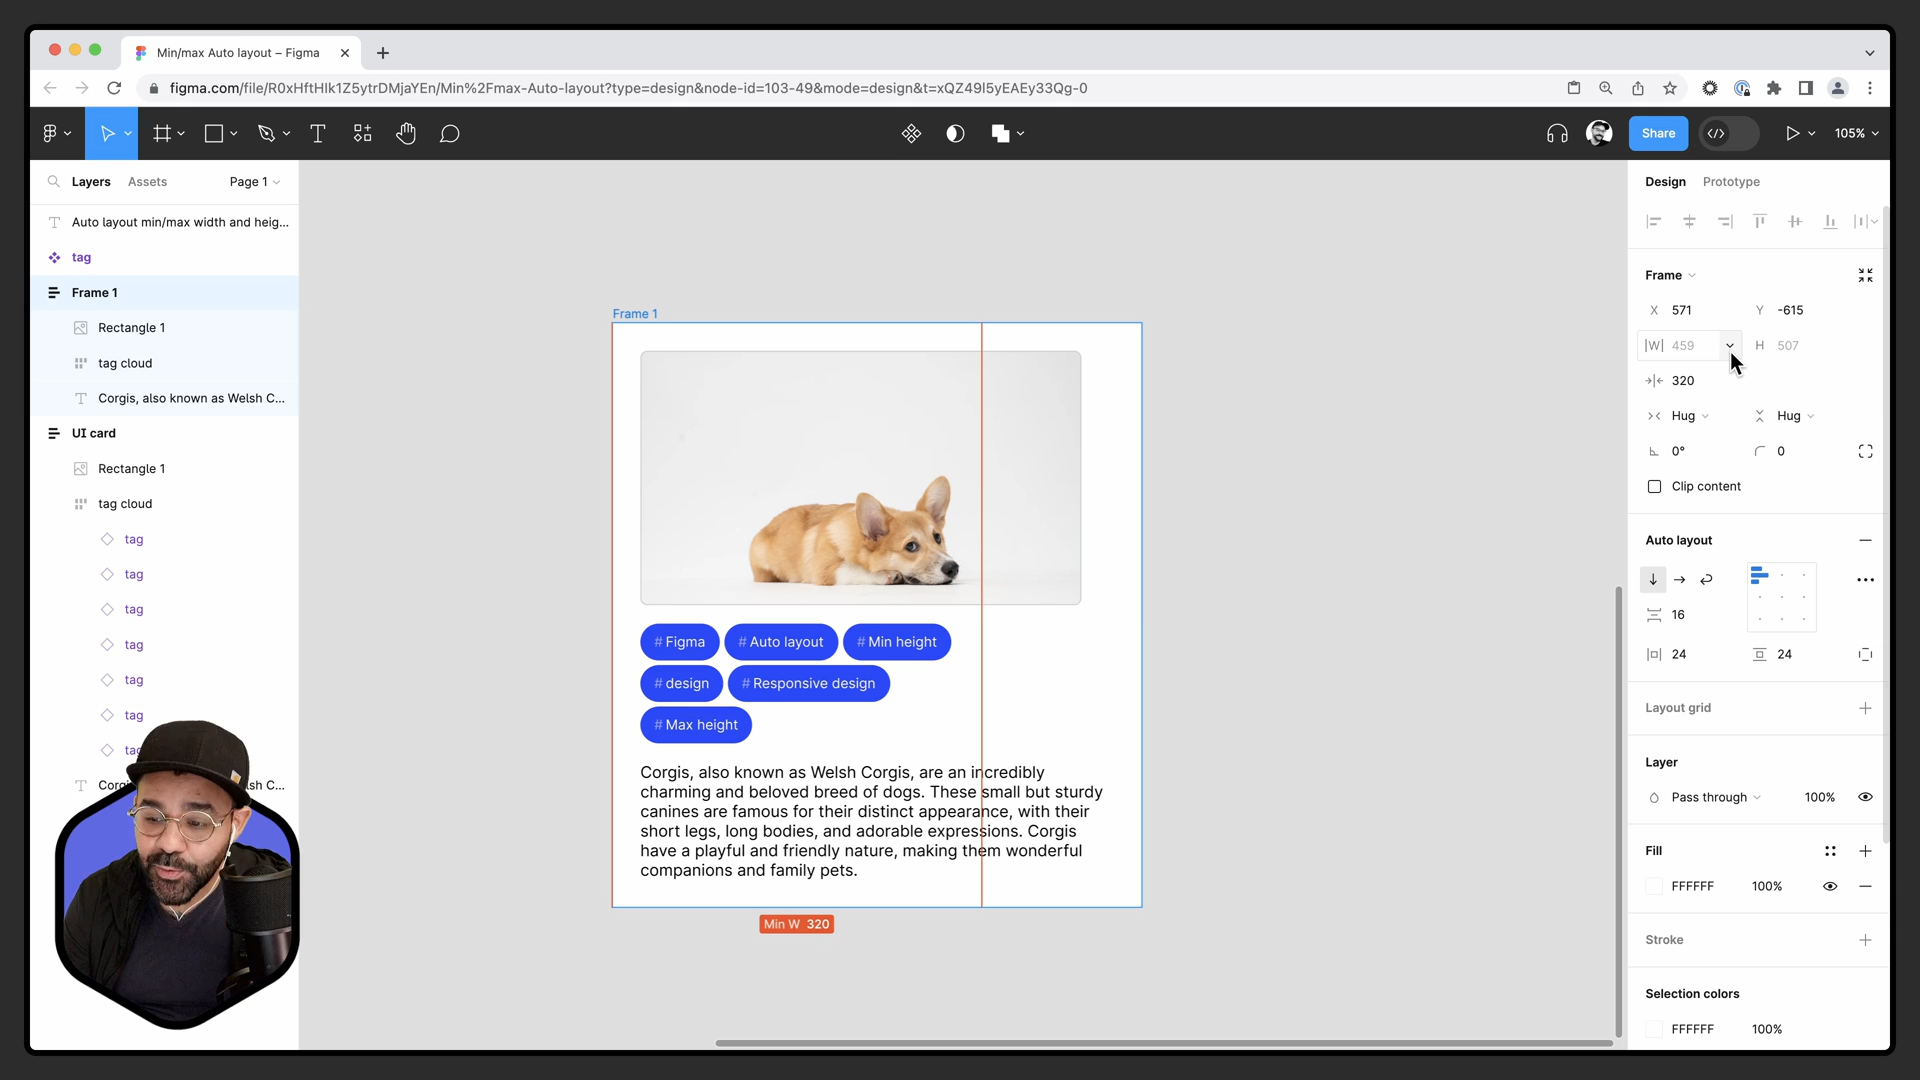 Min/max Auto layout – Figma
figma.com/file/R0xHftHlk1Z5ytrDMjaYEn/Min%2Fmax-Auto-layout?type=design&node-id=103-49&mode=design&t=xQZ49I5yEAEy33Qg-0
Share
105%
Layers
Assets
Page 1
Auto layout min/max width and heig...
tag
Frame 1
Rectangle 1
tag cloud
Corgis, also known as Welsh C...
UI card
Rectangle 1
tag cloud
tag
tag
tag
tag
tag
tag
Frame 1
# Figma
# Auto layout
# Min height
# design
# Responsive design
# Max height
Corgis, also known as Welsh Corgis, are an incredibly
charming and beloved breed of dogs. These small but sturdy
canines are famous for their distinct appearance, with their
short legs, long bodies, and adorable expressions. Corgis
have a playful and friendly nature, making them wonderful
companions and family pets.
Min W 320
Design
Prototype
Frame
X 571
Y -615
W 459
H 507
320
Hug
Hug
0°
0
Clip content
Auto layout
16
24
24
Layout grid
Layer
Pass through
100%
Fill
FFFFFF
100%
Stroke
Selection colors
FFFFFF
100%